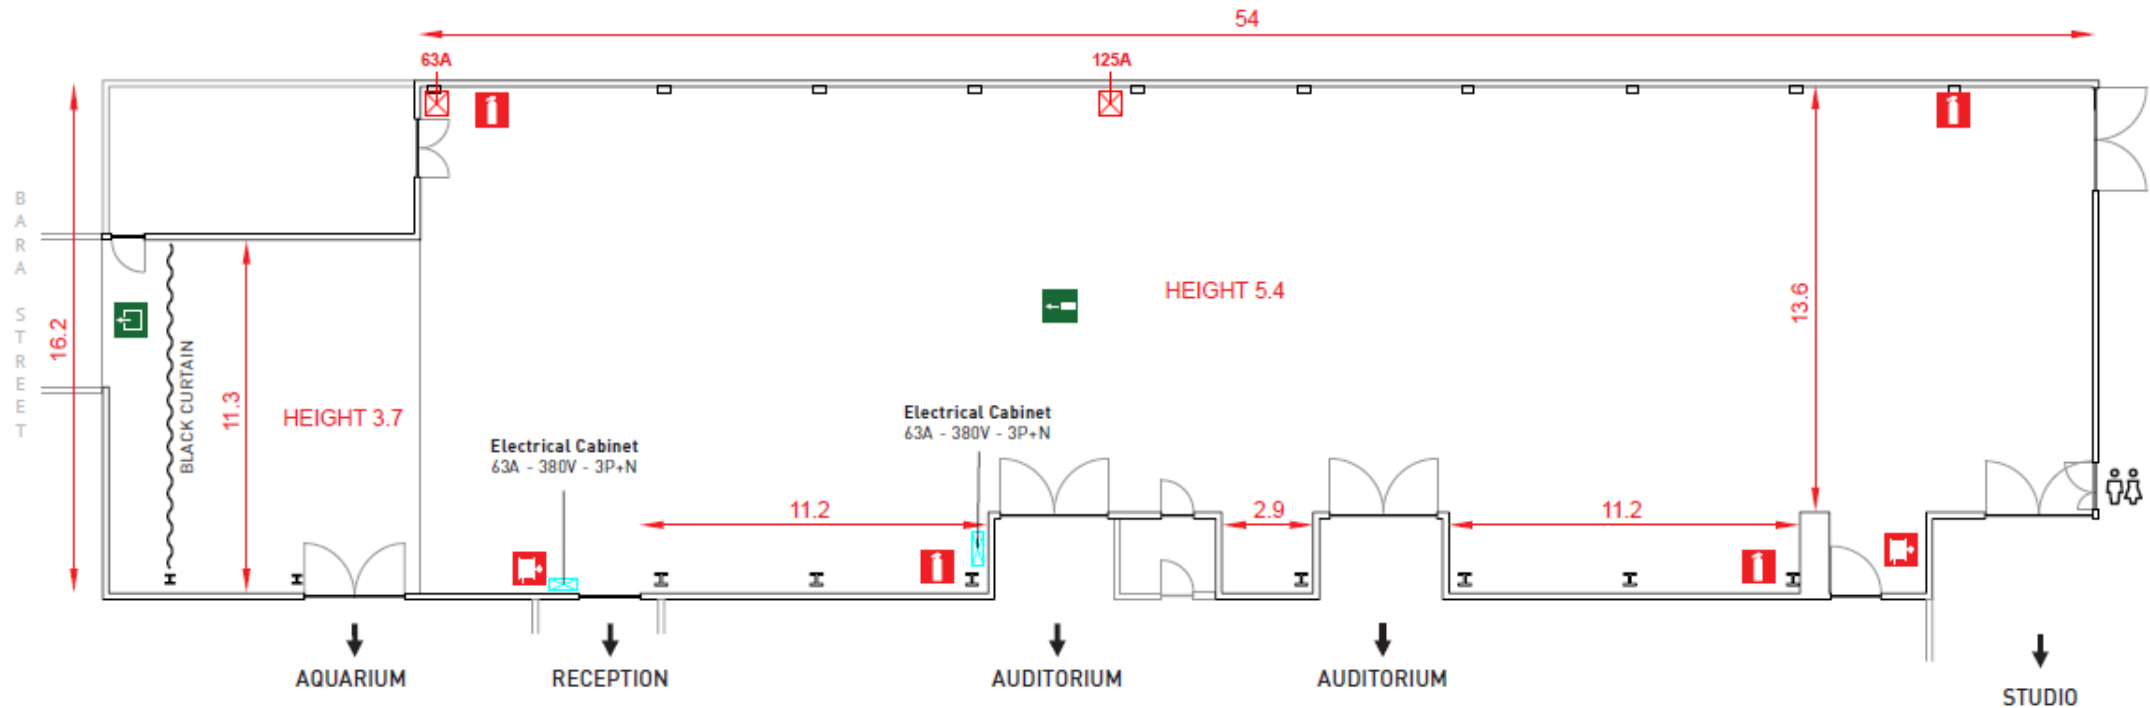 54
63A
125A
BARA STREET
16.2
11.3
BLACK CURTAIN
HEIGHT 3.7
HEIGHT 5.4
13.6
Electrical Cabinet
63A - 380V - 3P+N
Electrical Cabinet
63A - 380V - 3P+N
11.2
2.9
11.2
AQUARIUM
RECEPTION
AUDITORIUM
AUDITORIUM
STUDIO